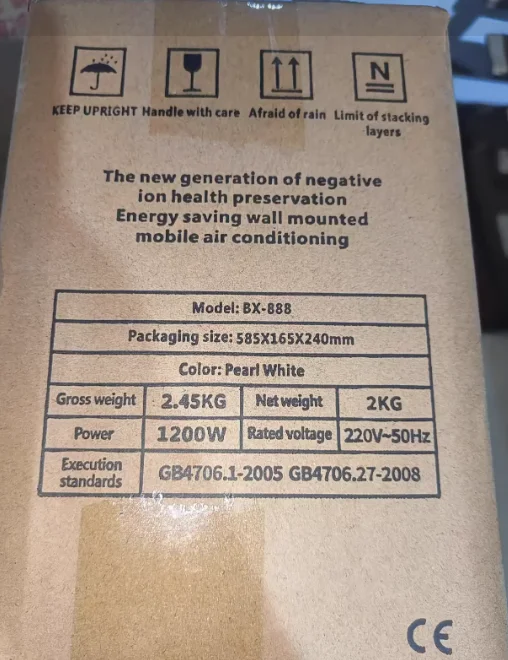 KEEP UPRIGHT Handle with care Afraid of rain Limit of stacking
layers
N
The new generation of negative
ion health preservation
Energy saving wall mounted
mobile air conditioning
Model: BX-888
Packaging size: 585X165X240mm
Color: Pearl White
Gross weight 2.45KG Net weight 2KG
Power 1200W Rated voltage 220V~50Hz
Execution
standards GB4706.1-2005 GB4706.27-2008
CE